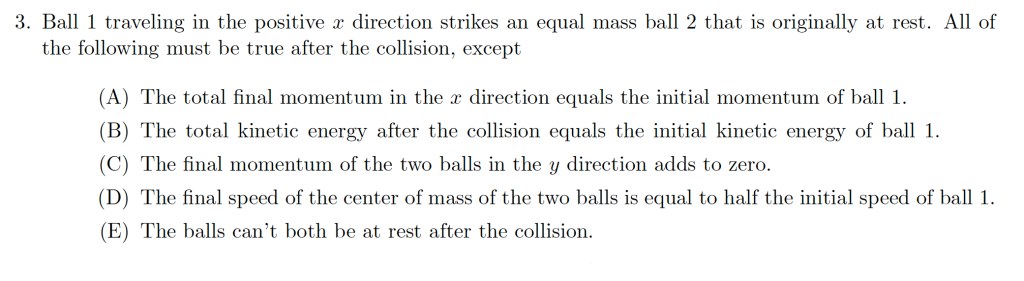 3. Ball 1 traveling in the positive x direction strikes an equal mass ball 2 that is originally at rest. All of
the following must be true after the collision, except
(A) The total final momentum in the x direction equals the initial momentum of ball 1.
(B) The total kinetic energy after the collision equals the initial kinetic energy of ball 1.
(C) The final momentum of the two balls in the y direction adds to zero.
(D) The final speed of the center of mass of the two balls is equal to half the initial speed of ball 1.
(E) The balls can't both be at rest after the collision.